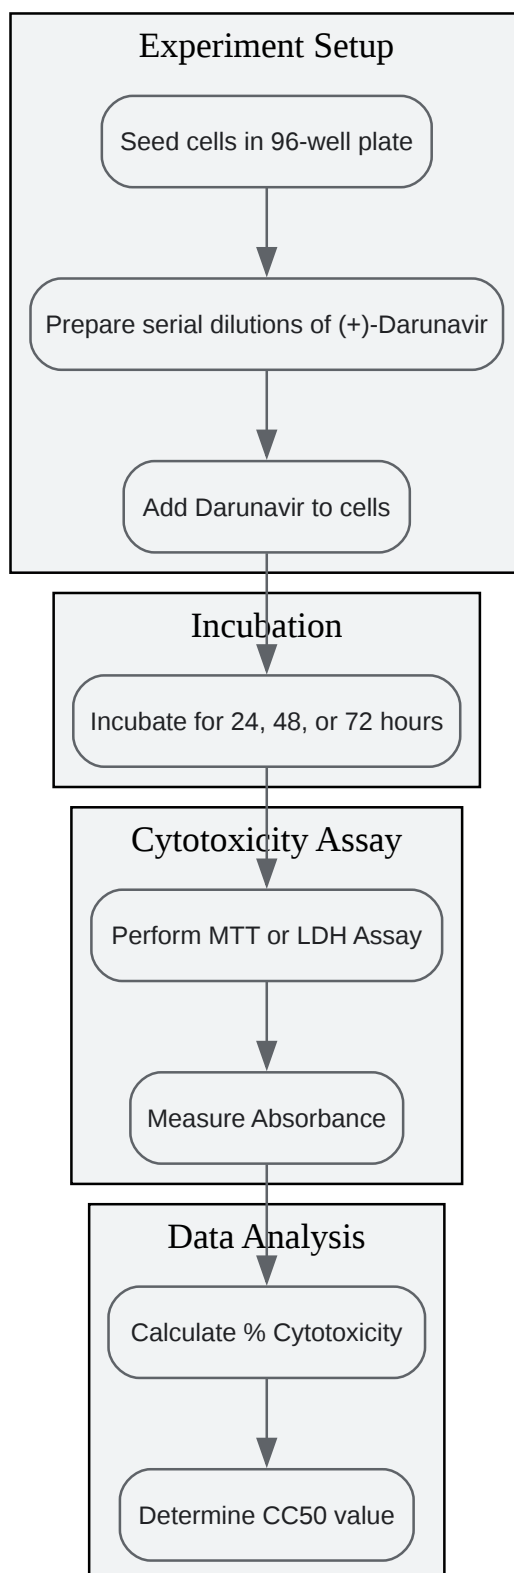 Experiment Setup
Seed cells in 96-well plate
Prepare serial dilutions of (+)-Darunavir
Add Darunavir to cells
Incubation
Incubate for 24, 48, or 72 hours
Cytotoxicity Assay
Perform MTT or LDH Assay
Measure Absorbance
Data Analysis
Calculate % Cytotoxicity
Determine CC50 value